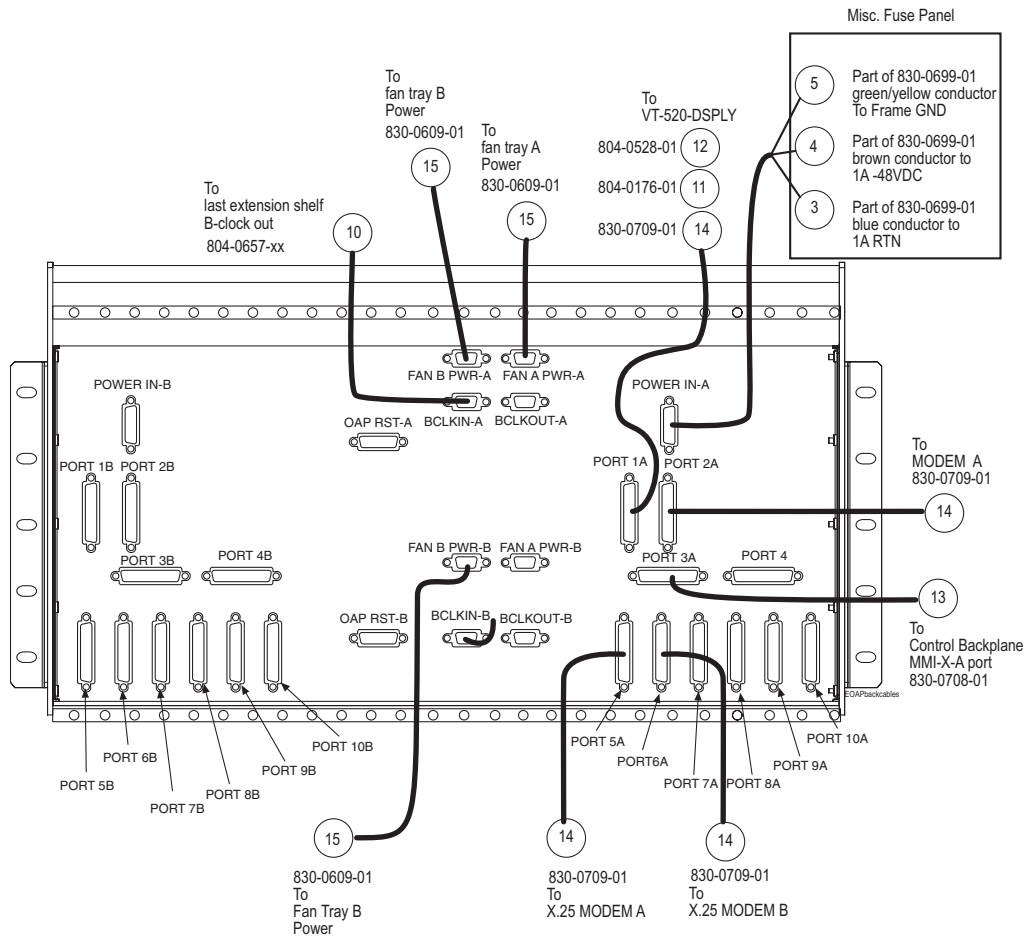 Misc. Fuse Panel
5
Part of 830-0699-01
green/yellow conductor
To Frame GND
4
Part of 830-0699-01
brown conductor to
1A -48VDC
3
Part of 830-0699-01
blue conductor to
1A RTN
To
fan tray B
Power
830-0609-01
15
To
fan tray A
Power
830-0609-01
15
To
VT-520-DSPLY
804-0528-01
12
804-0176-01
11
830-0709-01
14
To
last extension shelf
B-clock out
804-0657-xx
10
FAN B PWR-A
FAN A PWR-A
POWER IN-B
POWER IN-A
OAP RST-A
BCLKIN-A
BCLKOUT-A
PORT 1B
PORT 2B
PORT 1A
PORT 2A
To
MODEM A
830-0709-01
14
PORT 3B
PORT 4B
FAN B PWR-B
FAN A PWR-B
PORT 3A
PORT 4
13
To
Control Backplane
MMI-X-A port
830-0708-01
OAP RST-B
BCLKIN-B
BCLKOUT-B
EOAPbackcables
PORT 5B
PORT 6B
PORT 7B
PORT 8B
PORT 9B
PORT 10B
PORT 5A
PORT6A
PORT 7A
PORT 8A
PORT 9A
PORT 10A
15
830-0609-01
To
Fan Tray B
Power
14
830-0709-01
To
X.25 MODEM A
14
830-0709-01
To
X.25 MODEM B